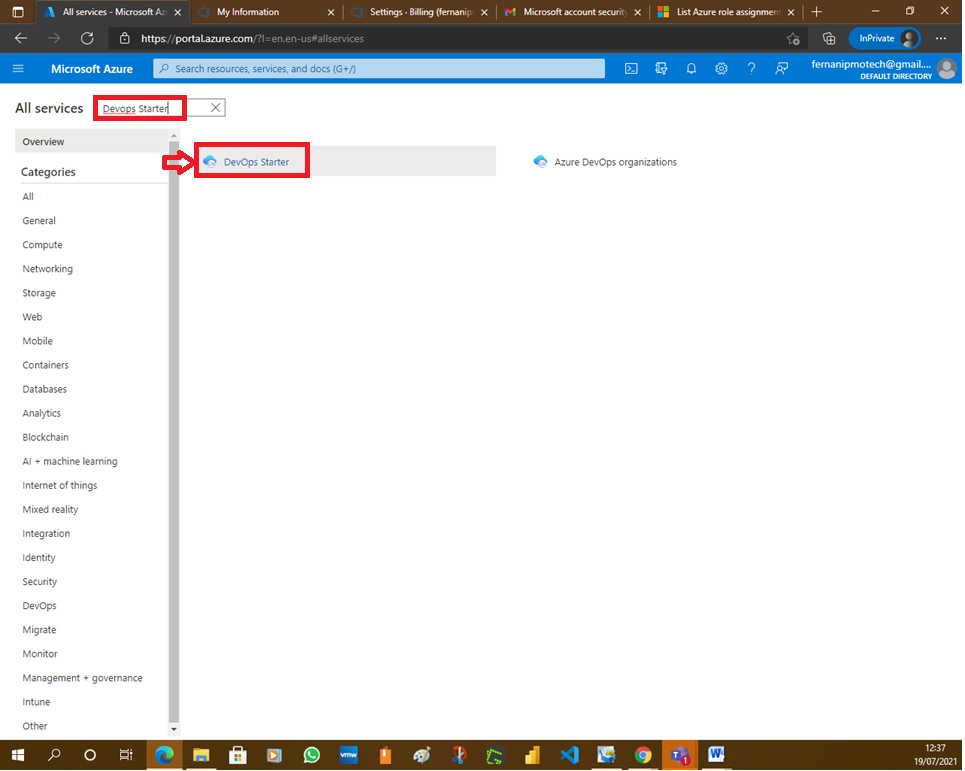 All services - Microsoft Az
My Information
Settings - Billing (fernanip
Microsoft account security
List Azure role assignment
https://portal.azure.com/?l=en.en-us#allservices
InPrivate
Microsoft Azure
Search resources, services, and docs (G+/)
fernanipmotech@gmail....
DEFAULT DIRECTORY
All services
Devops Starter
Overview
Categories
All
General
Compute
Networking
Storage
Web
Mobile
Containers
Databases
Analytics
Blockchain
AI + machine learning
Internet of things
Mixed reality
Integration
Identity
Security
DevOps
Migrate
Monitor
Management + governance
Intune
Other
DevOps Starter
Azure DevOps organizations
vmw
1
12:37
19/07/2021